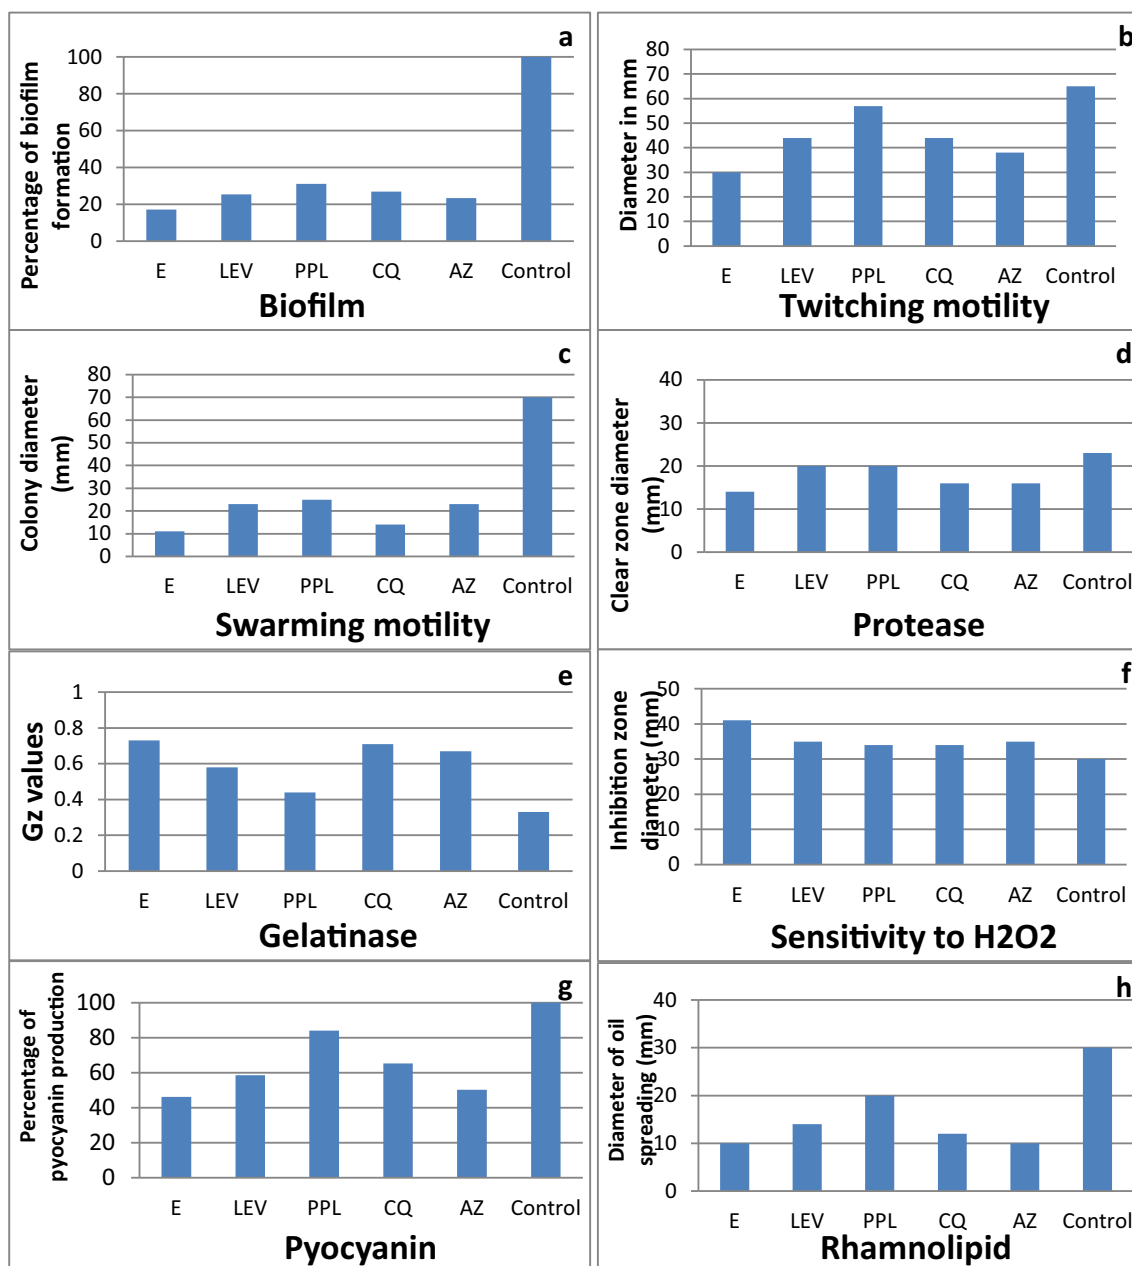 a
Percentage of biofilm
formation
100
80
60
40
20
0
E LEV PPL CQ AZ Control
Biofilm
b
Diameter in mm
80
70
60
50
40
30
20
10
0
E LEV PPL CQ AZ Control
Twitching motility
c
Colony diameter
(mm)
80
70
60
50
40
30
20
10
0
E LEV PPL CQ AZ Control
Swarming motility
d
Clear zone diameter
(mm)
40
30
20
10
0
E LEV PPL CQ AZ Control
Protease
e
Gz values
1
0.8
0.6
0.4
0.2
0
E LEV PPL CQ AZ Control
Gelatinase
f
Inhibition zone
diameter (mm)
50
40
30
20
10
0
E LEV PPL CQ AZ Control
Sensitivity to H2O2
g
Percentage of
pyocyanin production
100
80
60
40
20
0
E LEV PPL CQ AZ Control
Pyocyanin
h
Diameter of oil
spreading (mm)
40
30
20
10
0
E LEV PPL CQ AZ Control
Rhamnolipid